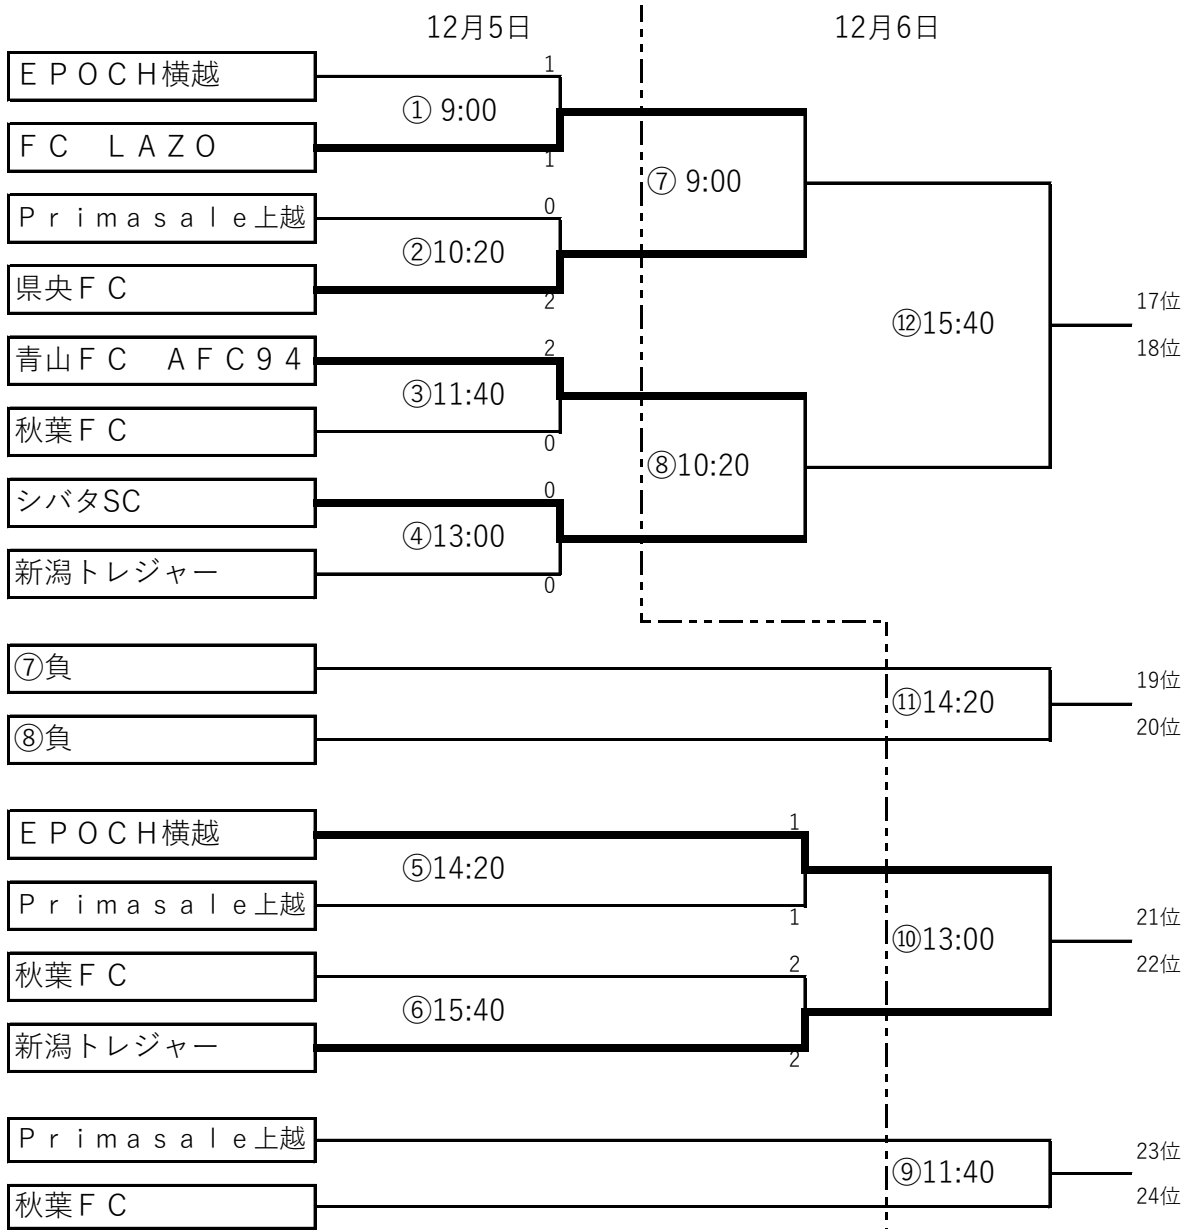 12月5日
12月6日
ＥＰＯＣＨ横越
1
① 9:00
ＦＣ　ＬＡＺＯ
1
⑦ 9:00
Ｐｒｉｍａｓａｌｅ上越
0
②10:20
県央ＦＣ
2
⑫15:40
17位
18位
青山ＦＣ　ＡＦＣ９４
2
③11:40
秋葉ＦＣ
0
⑧10:20
シバタSC
0
④13:00
新潟トレジャー
0
⑦負
⑪14:20
19位
20位
⑧負
ＥＰＯＣＨ横越
1
⑤14:20
Ｐｒｉｍａｓａｌｅ上越
1
⑩13:00
21位
22位
秋葉ＦＣ
2
⑥15:40
新潟トレジャー
2
Ｐｒｉｍａｓａｌｅ上越
⑨11:40
23位
24位
秋葉ＦＣ